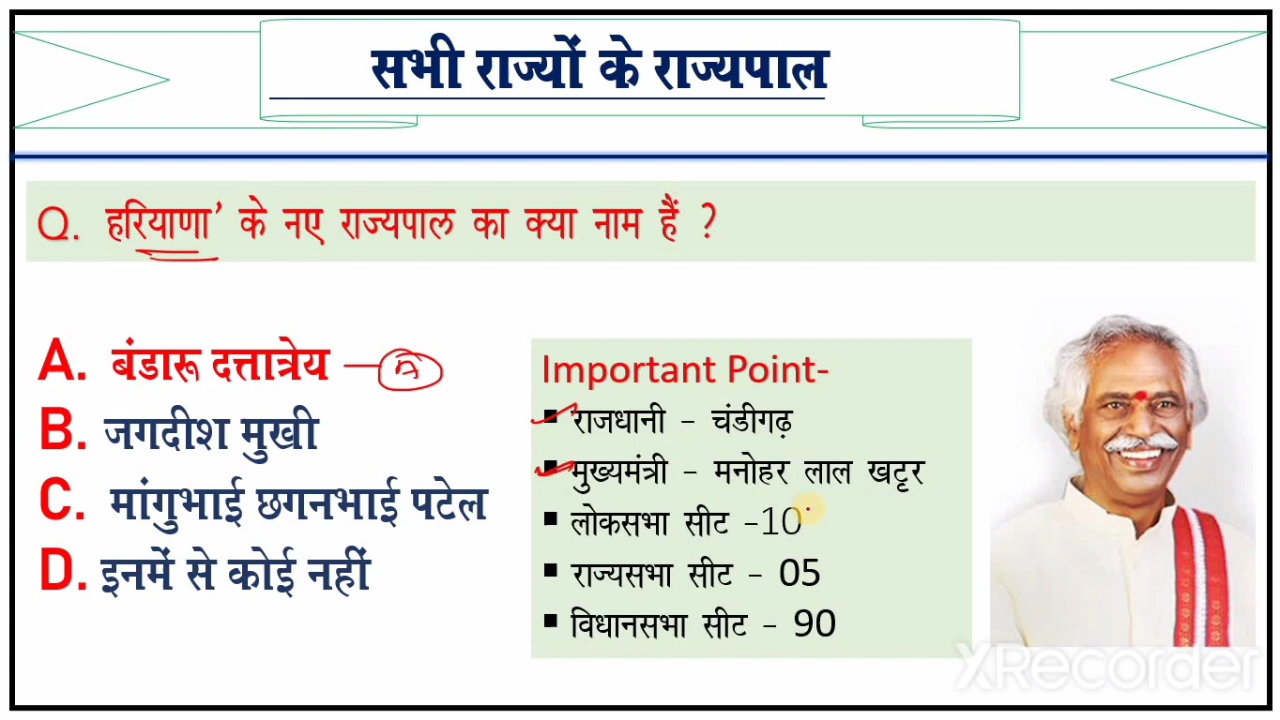 सभी राज्यों के राज्यपाल
Q. हरियाणा’ के नए राज्यपाल का क्या नाम हैं ?
A. बंडारू दत्तात्रेय
B. जगदीश मुखी
C. मांगुभाई छगनभाई पटेल
D. इनमें से कोई नहीं
Important Point-
▪ राजधानी - चंडीगढ़
▪ मुख्यमंत्री - मनोहर लाल खट्टर
▪ लोकसभा सीट -10
▪ राज्यसभा सीट - 05
▪ विधानसभा सीट - 90
XRecorder